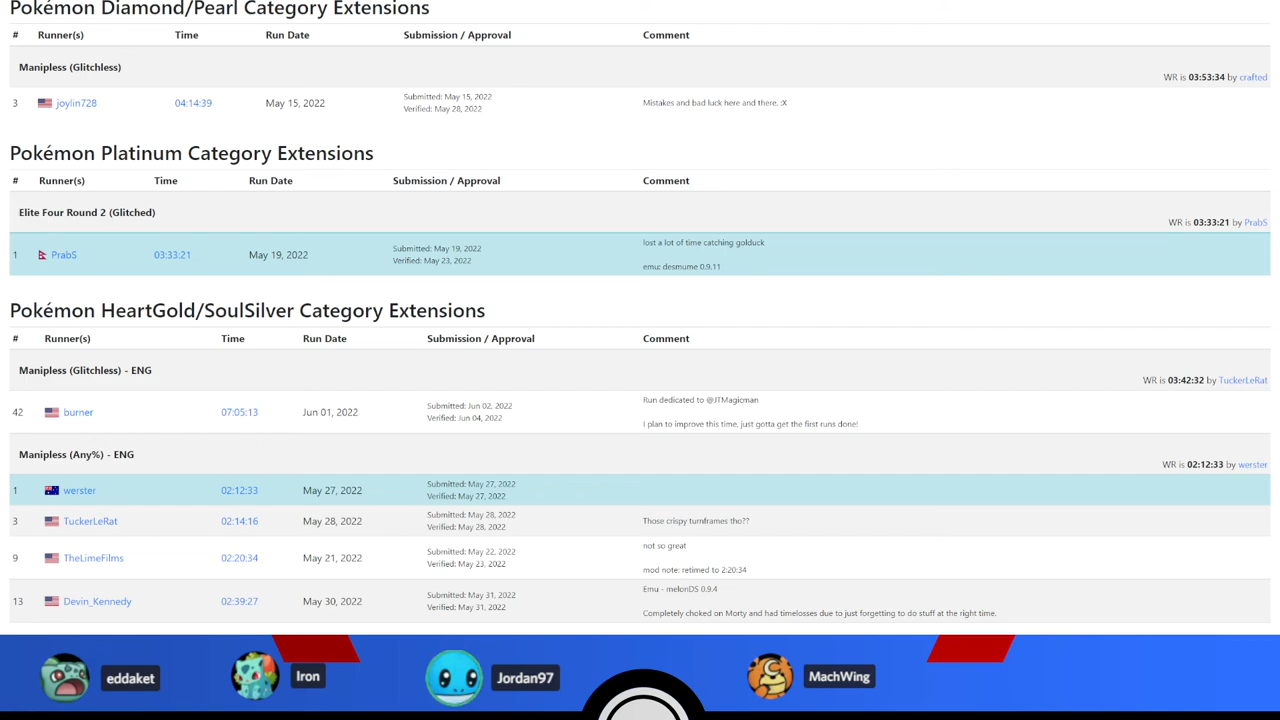 Pokémon Diamond/Pearl Category Extensions
# Runner(s) Time Run Date Submission / Approval Comment
Manipless (Glitchless)
WR is 03:53:34 by crafted
3 joylin728 04:14:39 May 15, 2022 Submitted: May 15, 2022 Verified: May 28, 2022 Mistakes and bad luck here and there. :X
Pokémon Platinum Category Extensions
# Runner(s) Time Run Date Submission / Approval Comment
Elite Four Round 2 (Glitched)
WR is 03:33:21 by PrabS
lost a lot of time catching golduck
1 PrabS 03:33:21 May 19, 2022 Submitted: May 19, 2022 Verified: May 23, 2022
emu: desmume 0.9.11
Pokémon HeartGold/SoulSilver Category Extensions
# Runner(s) Time Run Date Submission / Approval Comment
Manipless (Glitchless) - ENG
WR is 03:42:32 by TuckerLeRat
Run dedicated to @JTMagicman
42 burner 07:05:13 Jun 01, 2022 Submitted: Jun 02, 2022 Verified: Jun 04, 2022
I plan to improve this time, just gotta get the first runs done!
Manipless (Any%) - ENG
WR is 02:12:33 by werster
1 werster 02:12:33 May 27, 2022 Submitted: May 27, 2022 Verified: May 27, 2022
3 TuckerLeRat 02:14:16 May 28, 2022 Submitted: May 28, 2022 Verified: May 28, 2022 Those crispy turnframes tho??
not so great
9 TheLimeFilms 02:20:34 May 21, 2022 Submitted: May 22, 2022 Verified: May 23, 2022
mod note: retimed to 2:20:34
Emu - melonDS 0.9.4
13 Devin_Kennedy 02:39:27 May 30, 2022 Submitted: May 31, 2022 Verified: May 31, 2022
Completely choked on Morty and had timelosses due to just forgetting to do stuff at the right time.
eddaket Iron Jordan97 MachWing